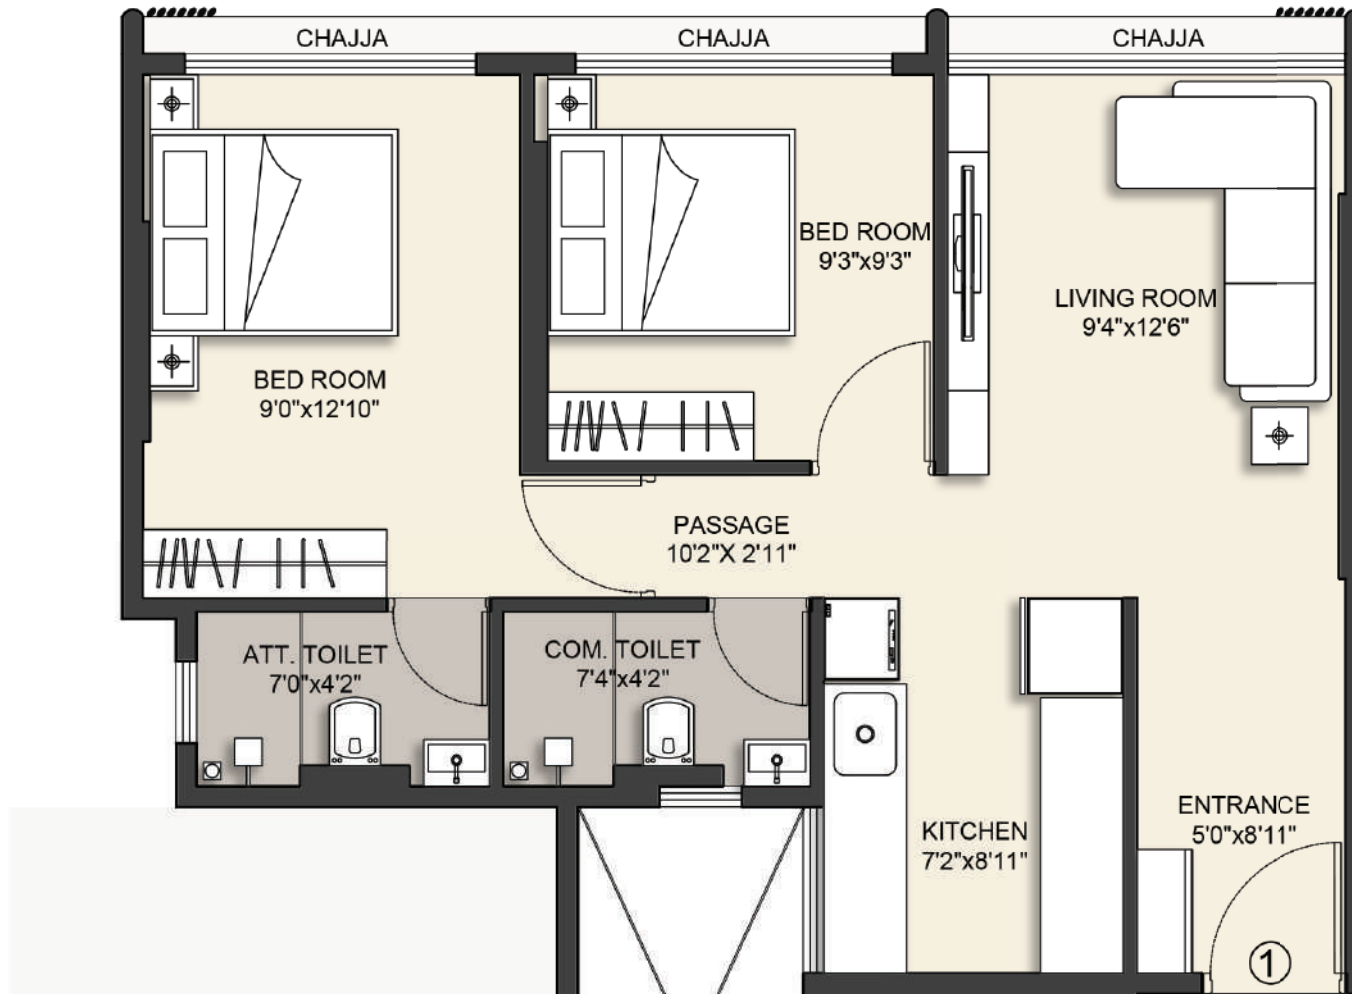 CHAJJA
CHAJJA
CHAJJA
BED ROOM
9'3"x9'3"
LIVING ROOM
9'4"x12'6"
BED ROOM
9'0"x12'10"
PASSAGE
10'2"X 2'11"
ATT. TOILET
7'0"x4'2"
COM. TOILET
7'4"x4'2"
KITCHEN
7'2"x8'11"
ENTRANCE
5'0"x8'11"
1